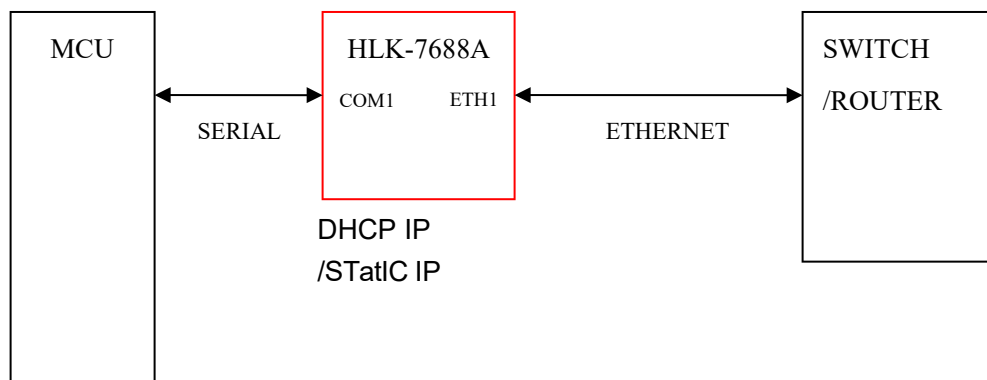 MCU
HLK-7688A
SWITCH
/ROUTER
COM1
ETH1
SERIAL
ETHERNET
DHCP IP
/STatIC IP